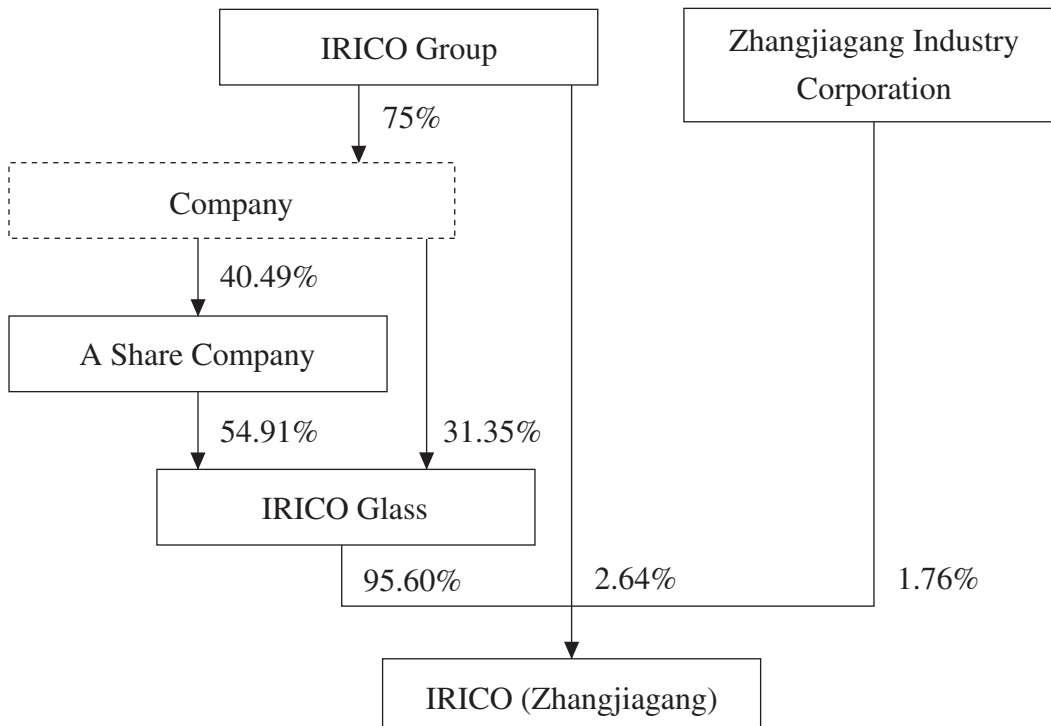 IRICO Group
Zhangjiagang Industry
Corporation
75%
Company
40.49%
A Share Company
54.91%
31.35%
IRICO Glass
95.60%
2.64%
1.76%
IRICO (Zhangjiagang)